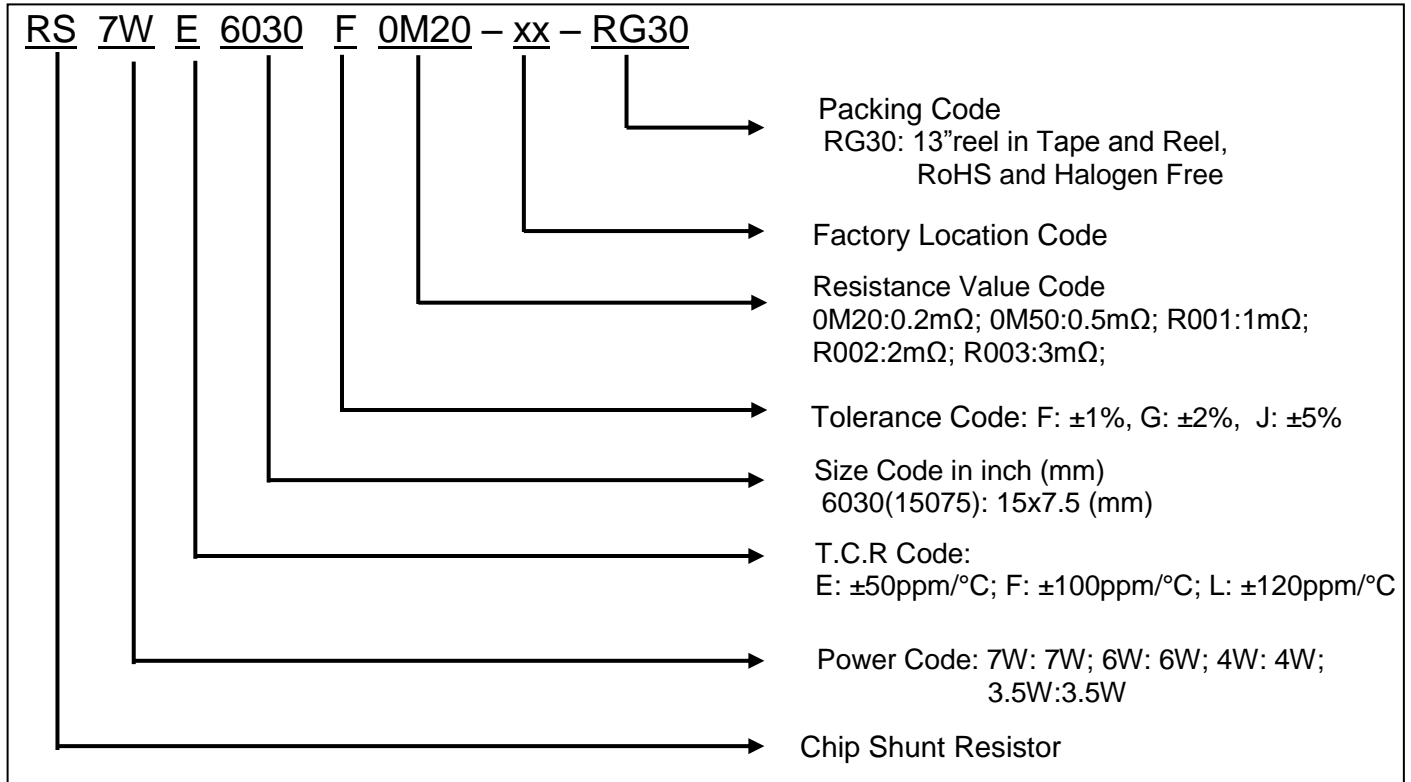 RS 7W E 6030 F 0M20 – xx – RG30
Packing Code
RG30: 13”reel in Tape and Reel,
RoHS and Halogen Free
Factory Location Code
Resistance Value Code
0M20:0.2mΩ; 0M50:0.5mΩ; R001:1mΩ;
R002:2mΩ; R003:3mΩ;
Tolerance Code: F: ±1%, G: ±2%, J: ±5%
Size Code in inch (mm)
6030(15075): 15x7.5 (mm)
T.C.R Code:
E: ±50ppm/°C; F: ±100ppm/°C; L: ±120ppm/°C
Power Code: 7W: 7W; 6W: 6W; 4W: 4W;
3.5W:3.5W
Chip Shunt Resistor